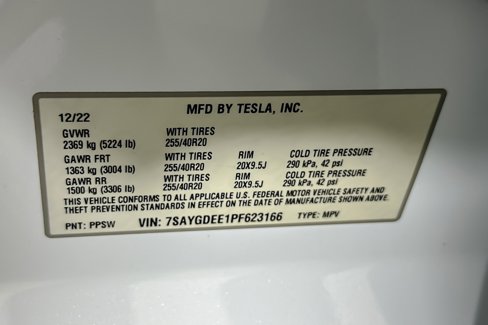 MFD BY TESLA, INC.
12/22
GVWR WITH TIRES
2369 kg (5224 lb) 255/40R20
GAWR FRT WITH TIRES RIM COLD TIRE PRESSURE
1363 kg (3004 lb) 255/40R20 20X9.5J 290 kPa, 42 psi
GAWR RR WITH TIRES RIM COLD TIRE PRESSURE
1500 kg (3306 lb) 255/40R20 20X9.5J 290 kPa, 42 psi
THIS VEHICLE CONFORMS TO ALL APPLICABLE U.S. FEDERAL MOTOR VEHICLE SAFETY AND
THEFT PREVENTION STANDARDS IN EFFECT ON THE DATE OF MANUFACTURE SHOWN ABOVE.
PNT: PPSW VIN: 7SAYGDEE1PF623166 TYPE: MPV